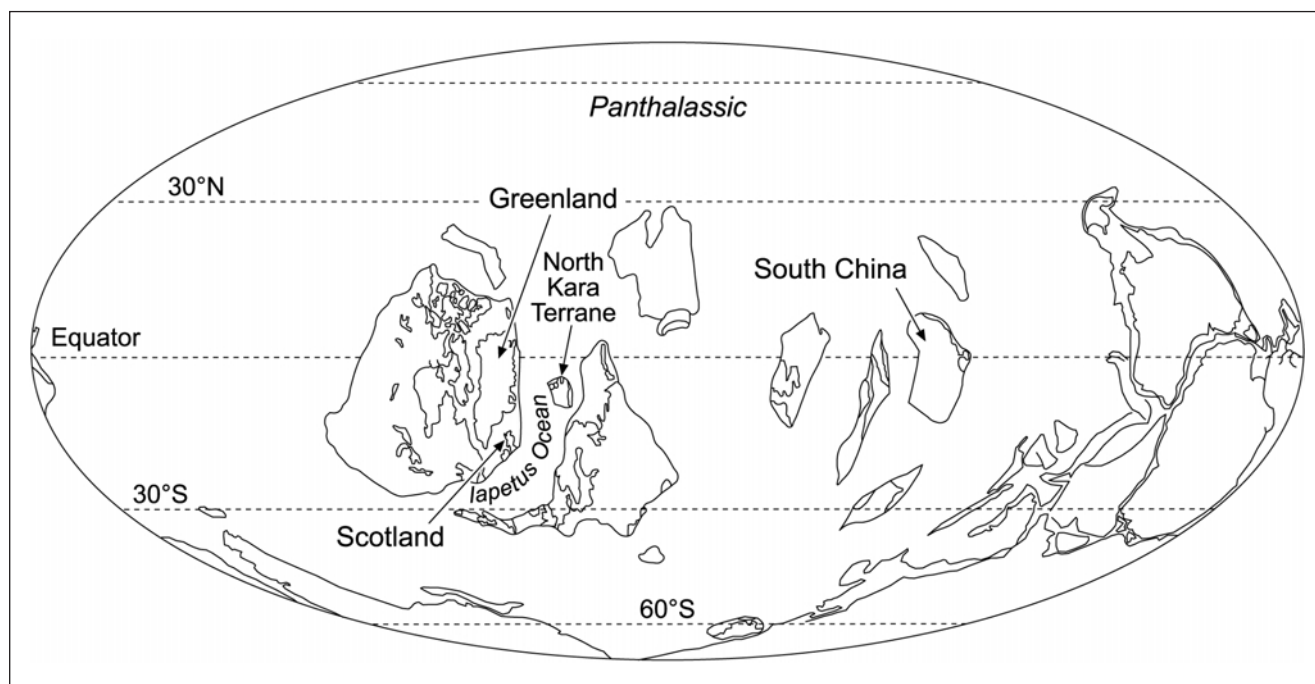 Panthalassic
30°N
Greenland
North
Kara
Terrane
South China
Equator
Iapetus Ocean
30°S
Scotland
60°S